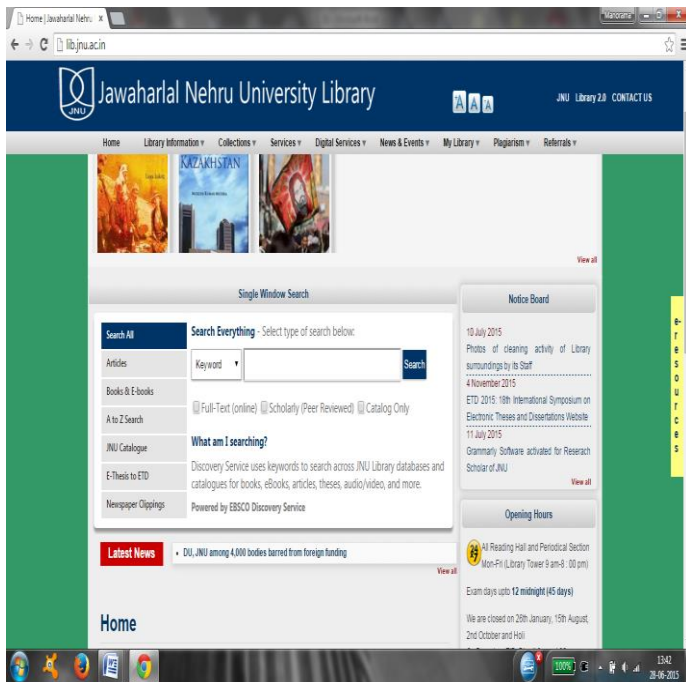 Home | Jawaharlal Nehru
Manorama
lib.jnu.ac.in
JNU
Jawaharlal Nehru University Library
A A A
JNU Library 2.0 CONTACT US
Home Library Information Collections Services Digital Services News & Events My Library Plagiarism Referrals
KAZAKHSTAN
View all
Single Window Search
Search All
Articles
Books & E-books
A to Z Search
JNU Catalogue
E-Thesis to ETD
Newspaper Clippings
Search Everything - Select type of search below:
Keyword
Search
Full-Text (online) Scholarly (Peer Reviewed) Catalog Only
What am I searching?
Discovery Service uses keywords to search across JNU Library databases and
catalogues for books, eBooks, articles, theses, audio/video, and more.
Powered by EBSCO Discovery Service
Latest News
DU, JNU among 4,000 bodies barred from foreign funding
View all
Home
Notice Board
10 July 2015
Photos of cleaning activity of Library
surroundings by its Staff
4 November 2015
ETD 2015: 18th International Symposium on
Electronic Theses and Dissertations Website
11 July 2015
Grammarly Software activated for Reserach
Scholar of JNU
View all
Opening Hours
All Reading Hall and Periodical Section
Mon-Fri (Library Tower 9 am-8 : 00 pm)
Exam days upto 12 midnight (45 days)
We are closed on 26th January, 15th August,
2nd October and Holi
e-resources
100%
13:42
28-06-2015